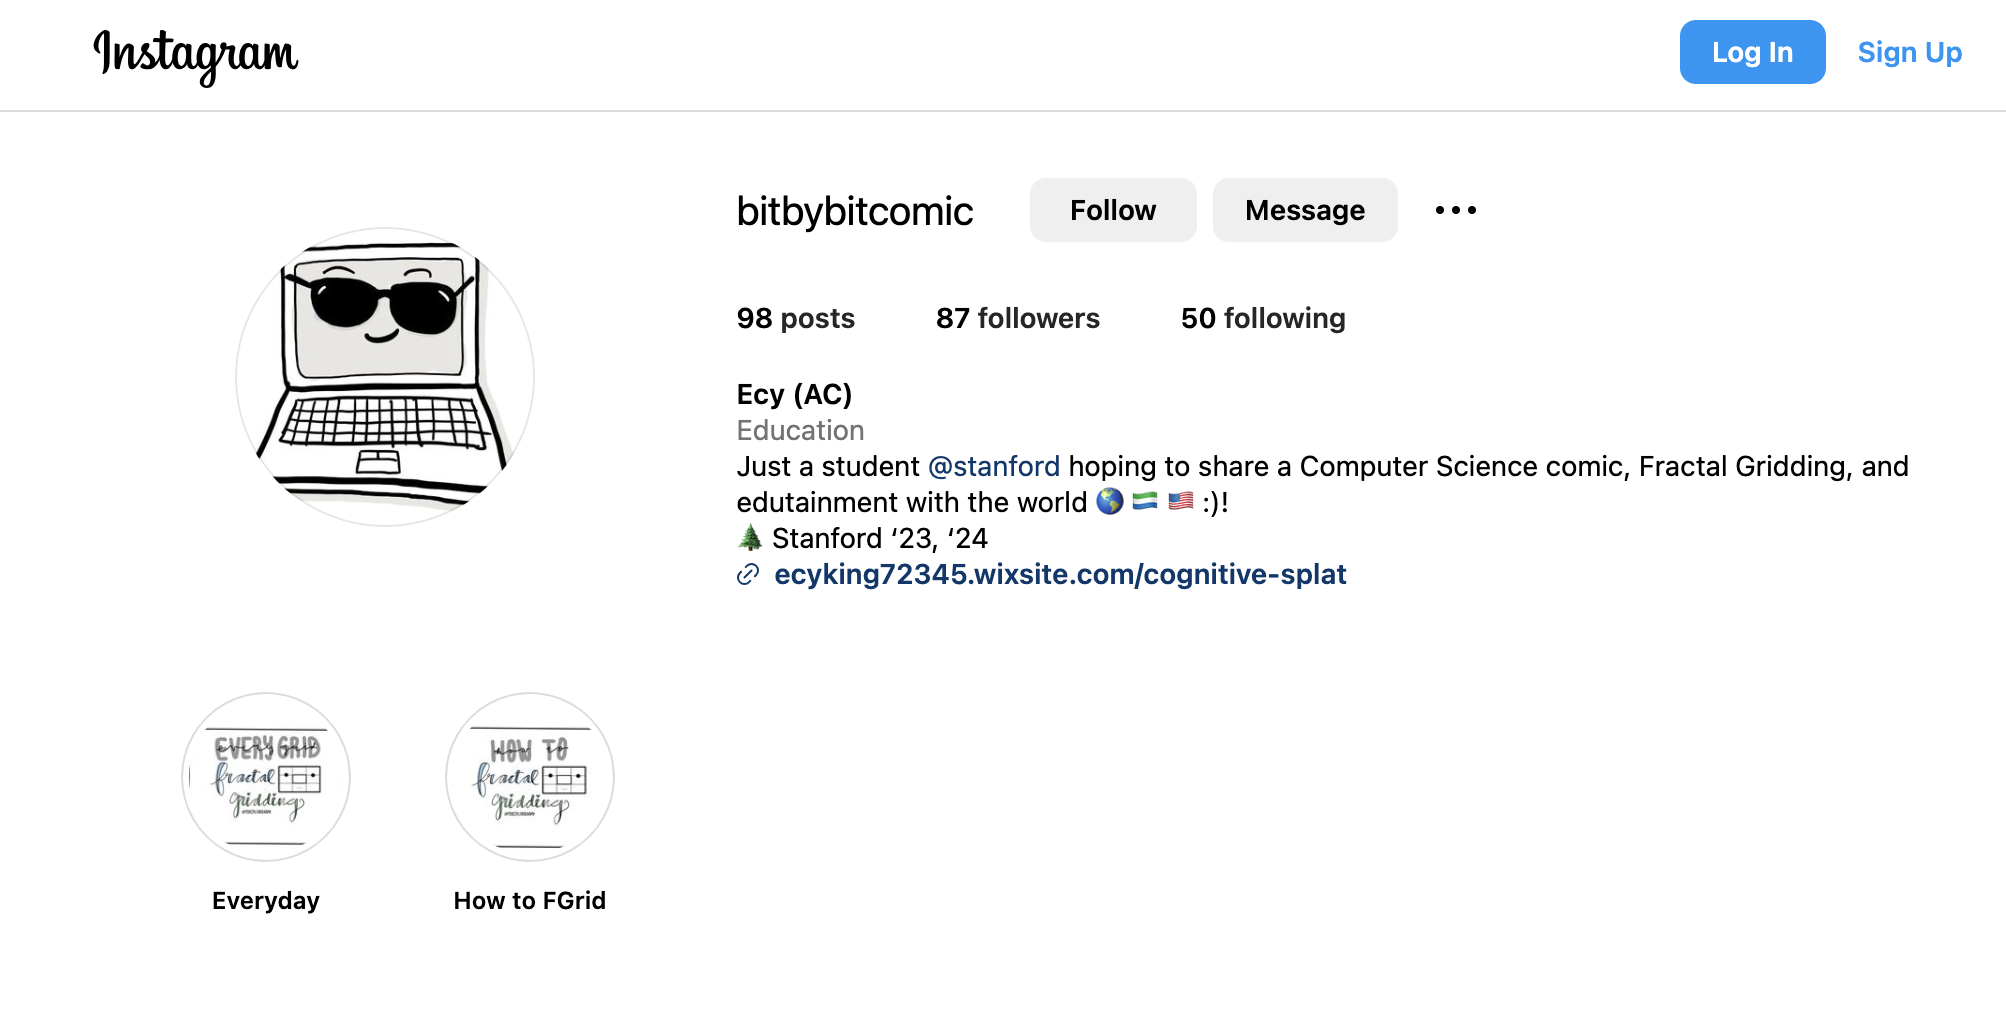 Instagram
Log In
Sign Up
bitbybitcomic
Follow
Message
98 posts
87 followers
50 following
Ecy (AC)
Education
Just a student @stanford hoping to share a Computer Science comic, Fractal Gridding, and
edutainment with the world 🌎 🇸🇱 🇺🇸 :)!
🌲 Stanford ‘23, ‘24
ecyking72345.wixsite.com/cognitive-splat
EVERY GRID
fractal
gridding
HOW TO
fractal
gridding
Everyday
How to FGrid